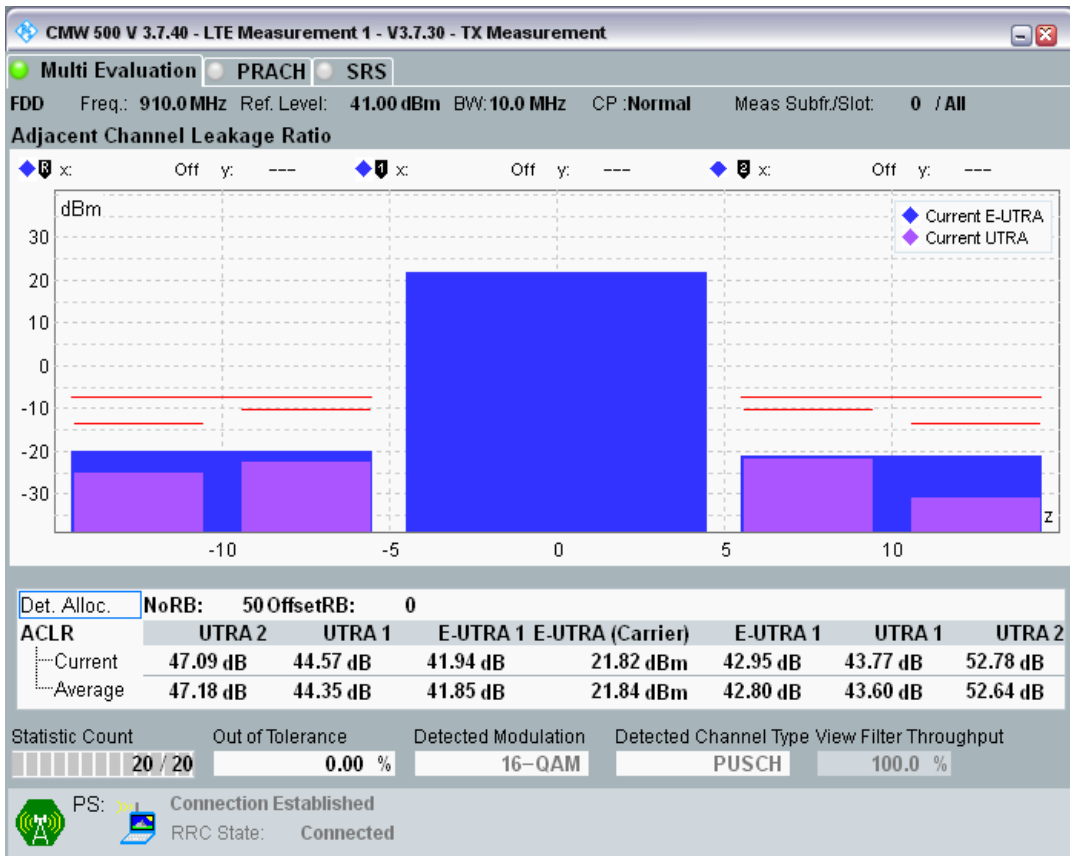 CMW 500 V 3.7.40 - LTE Measurement 1 - V3.7.30 - TX Measurement
Multi Evaluation PRACH SRS
FDD Freq.: 910.0 MHz Ref. Level: 41.00 dBm BW: 10.0 MHz CP :Normal Meas Subfr./Slot: 0 / All
Adjacent Channel Leakage Ratio
R x: Off y: --- 1 x: Off y: --- 2 x: Off y: ---
dBm
Current E-UTRA
Current UTRA
30
20
10
0
-10
-20
-30
z
-10 -5 0 5 10
Det. Alloc. NoRB: 50 OffsetRB: 0
ACLR UTRA 2 UTRA 1 E-UTRA 1 E-UTRA (Carrier) E-UTRA 1 UTRA 1 UTRA 2
Current 47.09 dB 44.57 dB 41.94 dB 21.82 dBm 42.95 dB 43.77 dB 52.78 dB
Average 47.18 dB 44.35 dB 41.85 dB 21.84 dBm 42.80 dB 43.60 dB 52.64 dB
Statistic Count Out of Tolerance Detected Modulation Detected Channel Type View Filter Throughput
20 / 20 0.00 % 16-QAM PUSCH 100.0 %
PS: Connection Established
RRC State: Connected